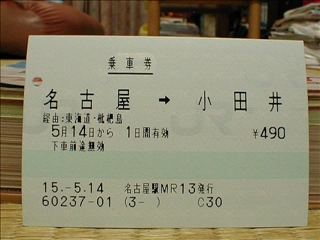 乗車券
名古屋 → 小田井
経由:東海道・枇杷島
5月14日から 1日間有効 ¥490
下車前途無効
15.-5.14 名古屋駅MR13発行
60237-01 (3- ) C30